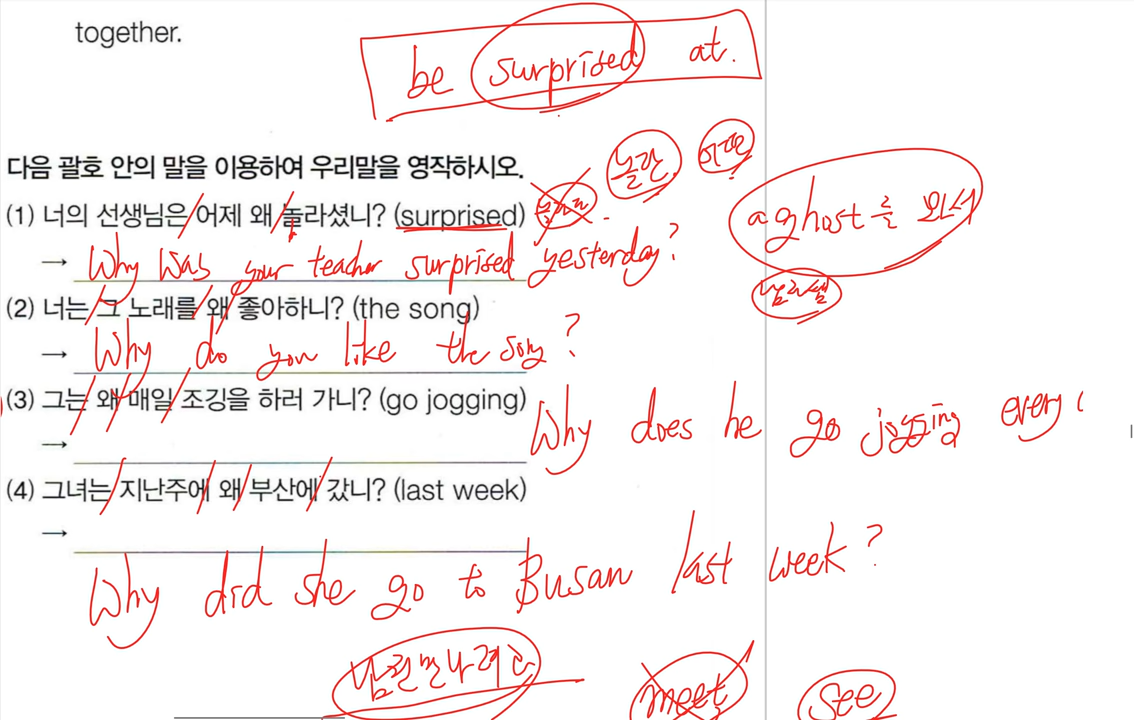 together.
be surprised at.
다음 괄호 안의 말을 이용하여 우리말을 영작하시오.
놀란
(1) 너의 선생님은 어제 왜 놀라셨니? (surprised)
a ghost를 봐서
→ Why was your teacher surprised yesterday?
(2) 너는 그 노래를 왜 좋아하니? (the song)
→ Why do you like the song?
(3) 그는 왜 매일 조깅을 하러 가니? (go jogging)
→ Why does he go jogging every
(4) 그녀는 지난주에 왜 부산에 갔니? (last week)
→
Why did she go to Busan last week?
남친 만나려고
meet
see